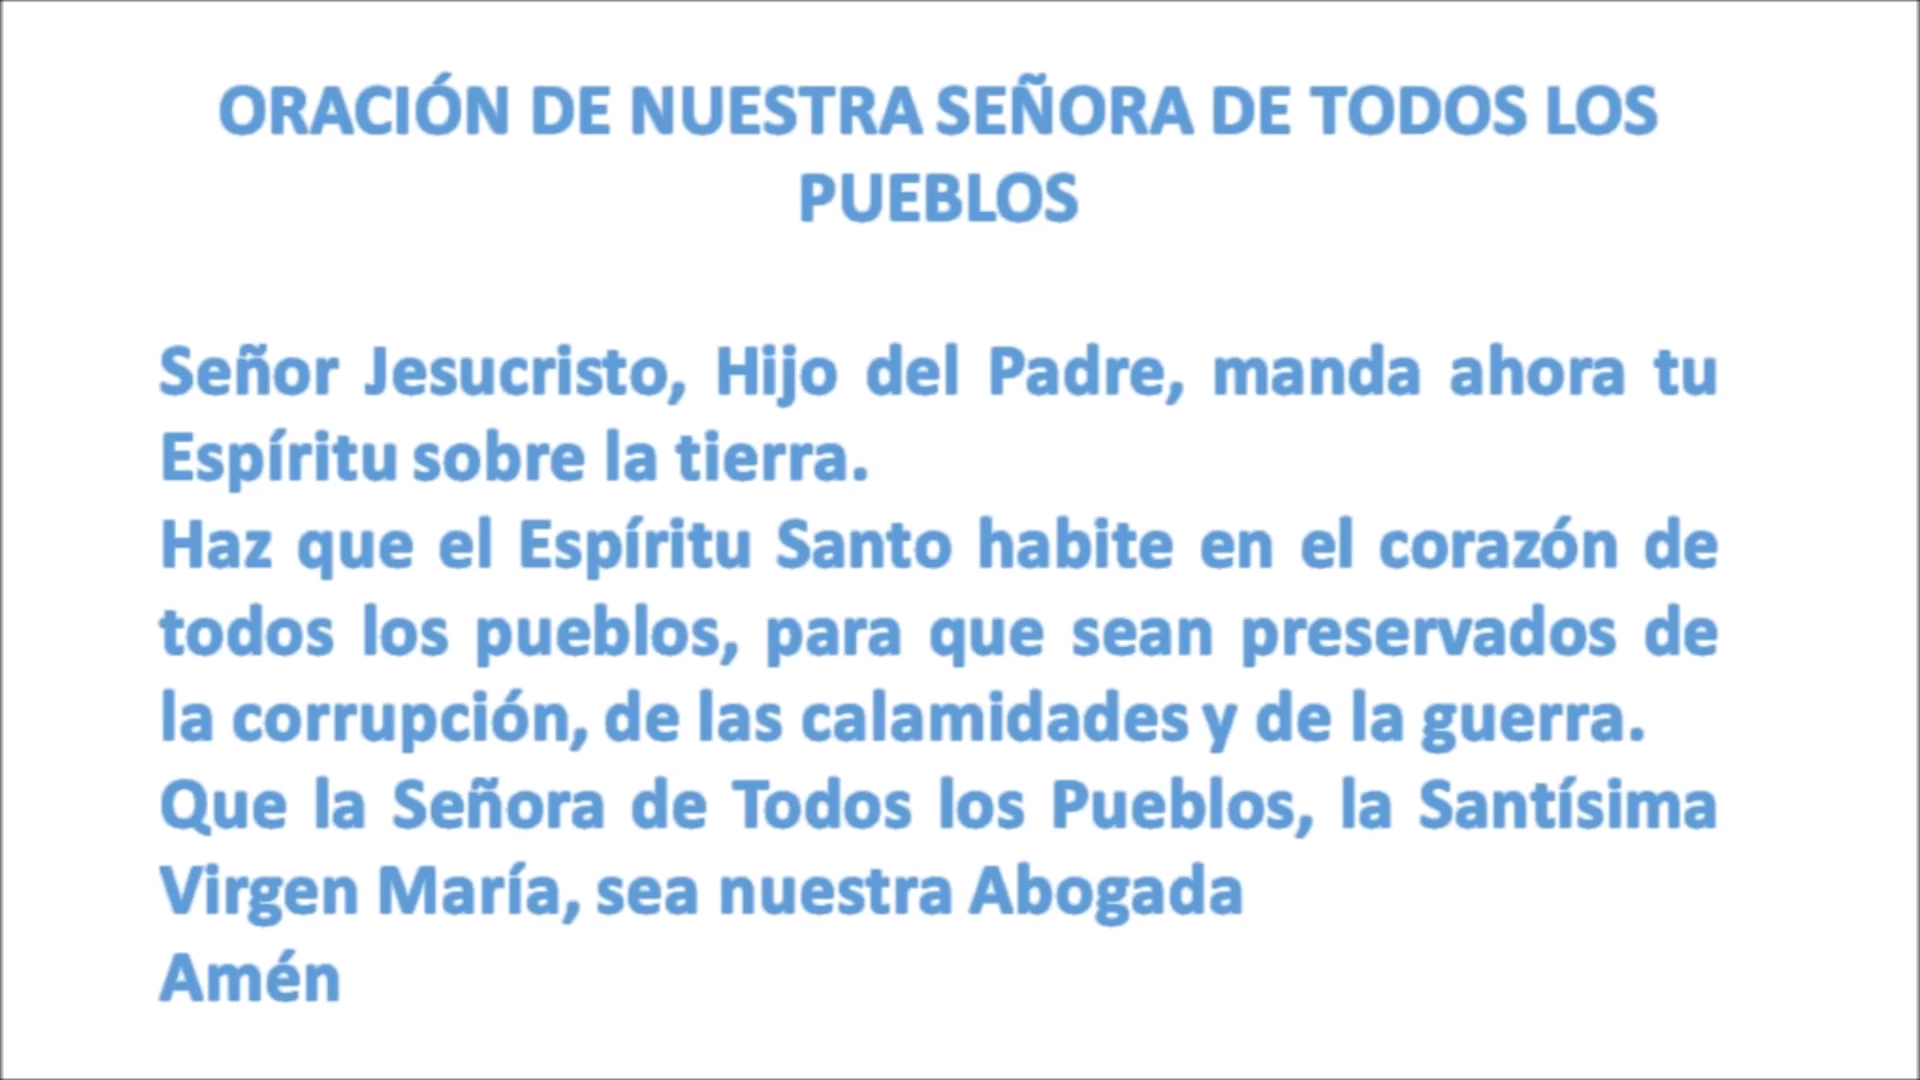 ORACIÓN DE NUESTRA SEÑORA DE TODOS LOS
PUEBLOS
Señor Jesucristo, Hijo del Padre, manda ahora tu
Espíritu sobre la tierra.
Haz que el Espíritu Santo habite en el corazón de
todos los pueblos, para que sean preservados de
la corrupción, de las calamidades y de la guerra.
Que la Señora de Todos los Pueblos, la Santísima
Virgen María, sea nuestra Abogada
Amén